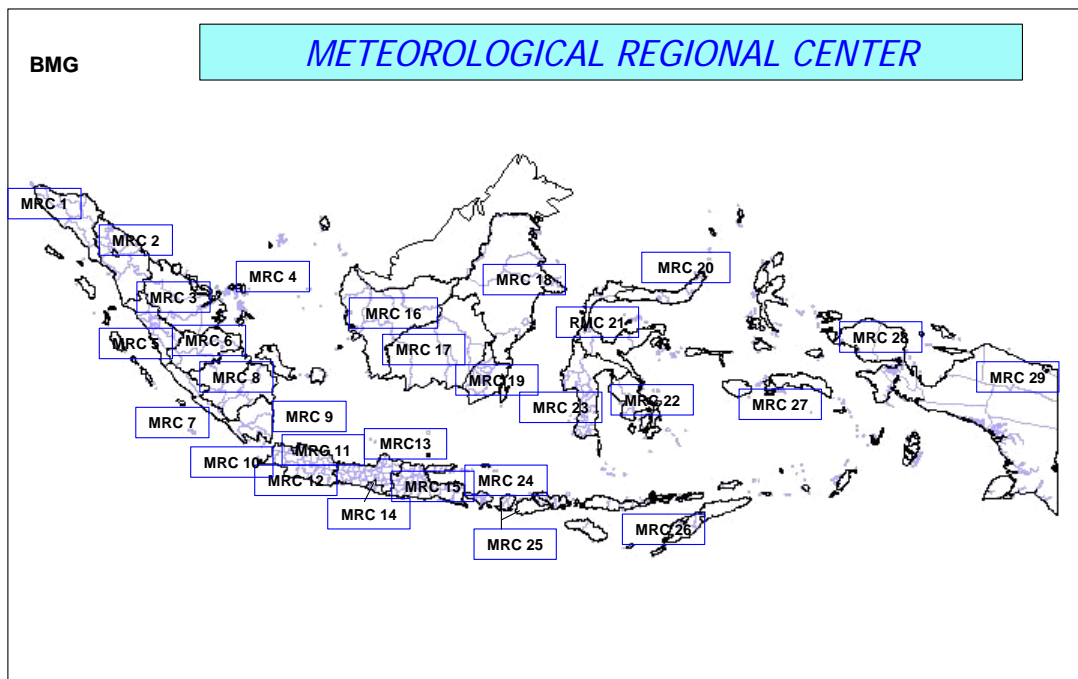 METEOROLOGICAL REGIONAL CENTER
BMG
MRC 1
MRC 2
MRC 4
MRC 3
MRC 5
MRC 6
MRC 8
MRC 7
MRC 9
MRC 10
MRC 11
MRC 12
MRC13
MRC 14
MRC 15
MRC 16
MRC 17
MRC 18
MRC 19
MRC 20
RMC 21
MRC 22
MRC 23
MRC 24
MRC 25
MRC 26
MRC 27
MRC 28
MRC 29